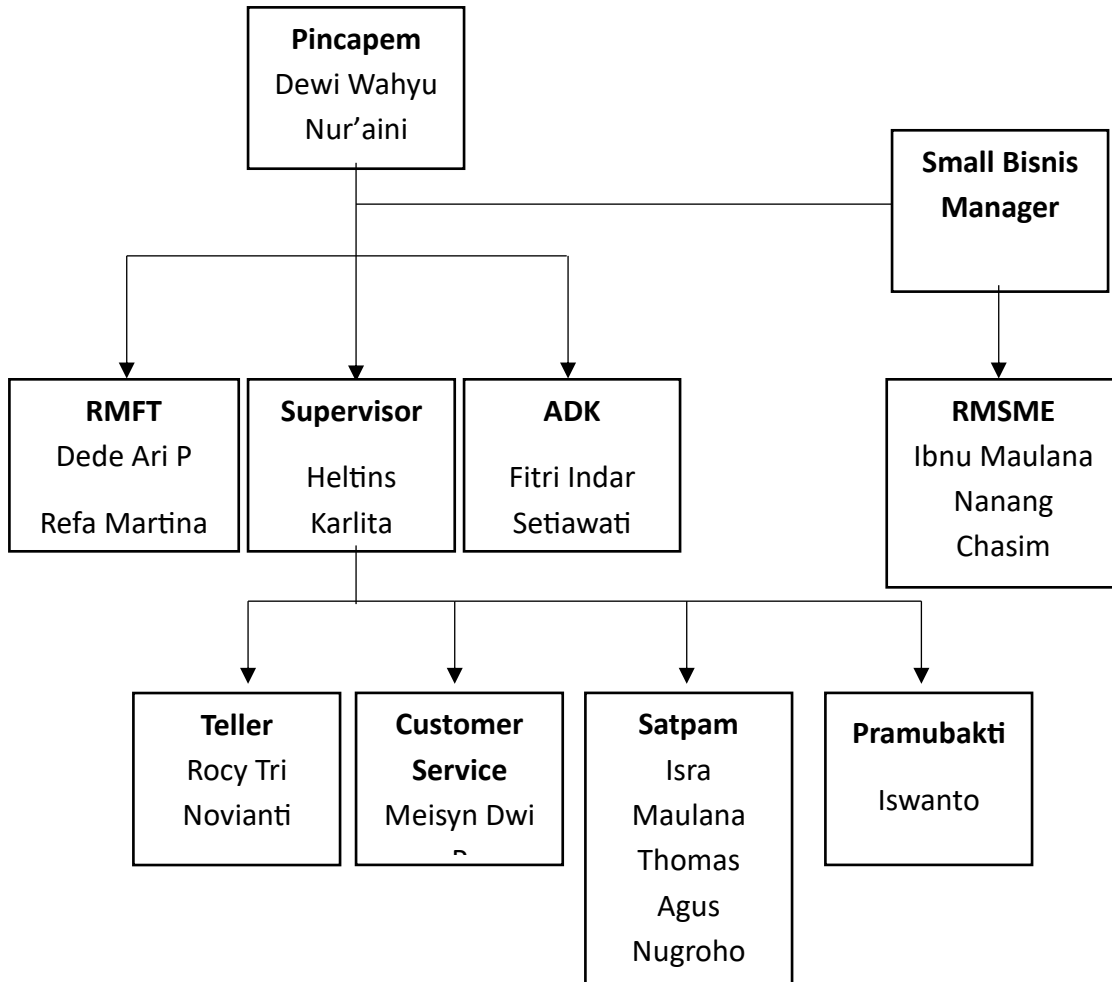 Pincapem
Dewi Wahyu
Nur’aini
Small Bisnis
Manager
RMFT
Dede Ari P
Refa Martina
Supervisor
Heltins
Karlita
ADK
Fitri Indar
Setiawati
RMSME
Ibnu Maulana
Nanang
Chasim
Teller
Rocy Tri
Novianti
Customer
Service
Meisyn Dwi
Satpam
Isra
Maulana
Thomas
Agus
Nugroho
Pramubakti
Iswanto